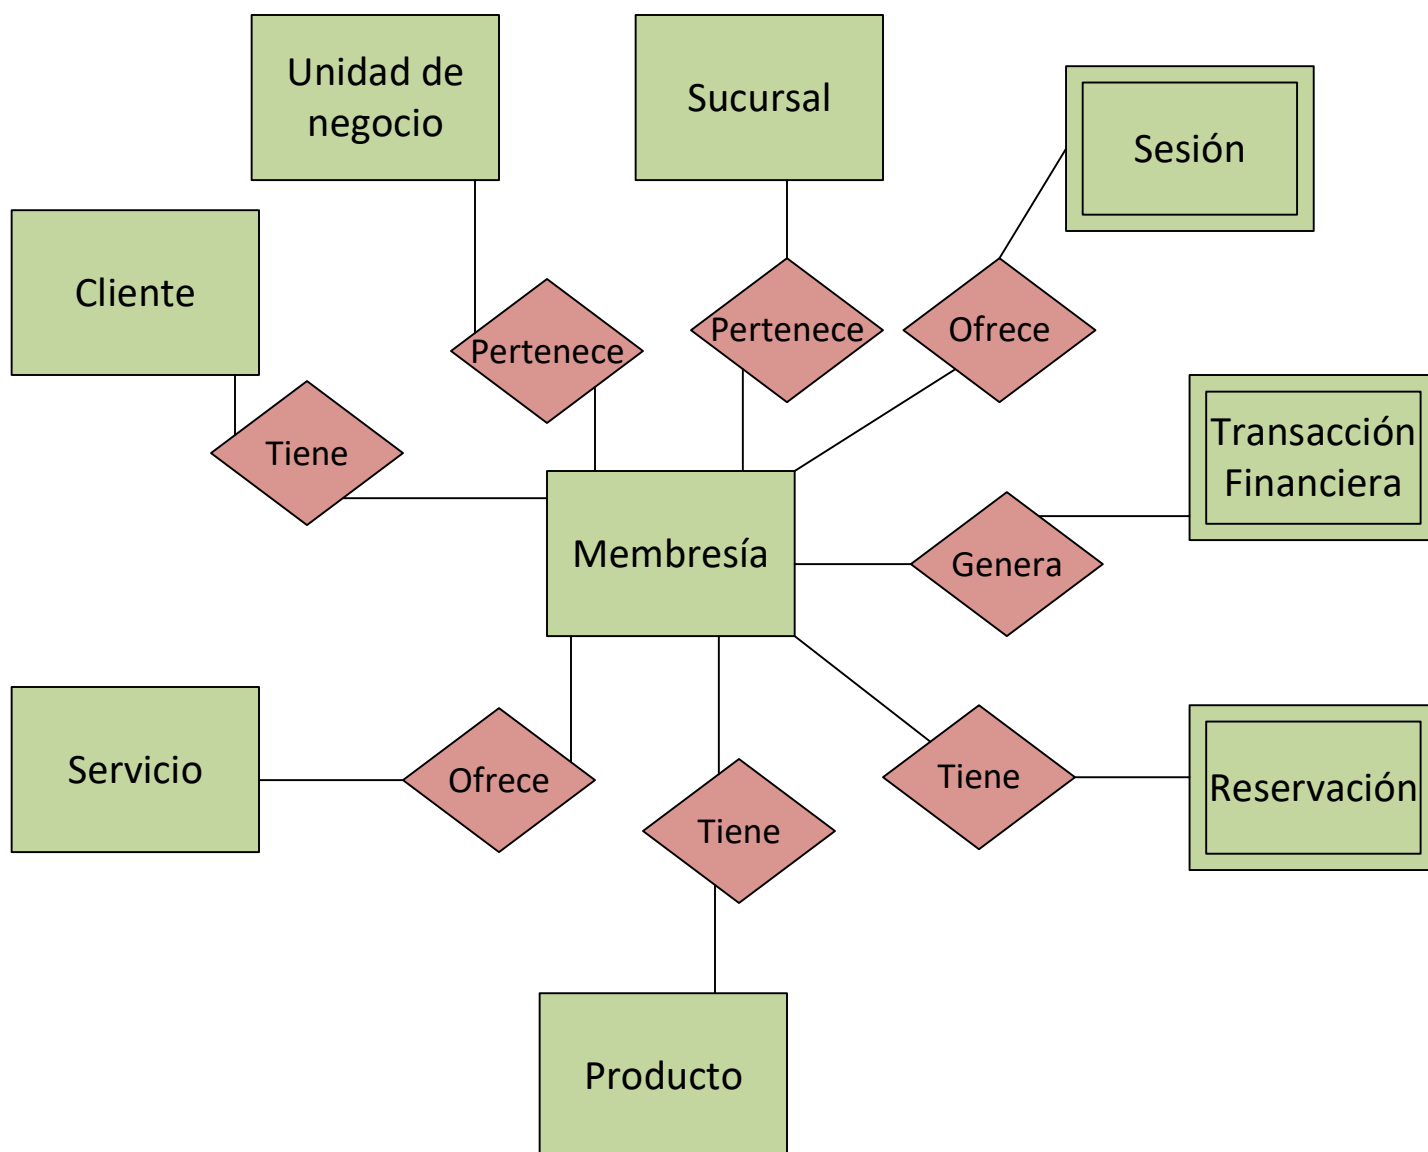 Unidad de
negocio
Sucursal
Sesión
Cliente
Pertenece
Pertenece
Ofrece
Tiene
Transacción
Financiera
Membresía
Genera
Servicio
Ofrece
Tiene
Tiene
Reservación
Producto